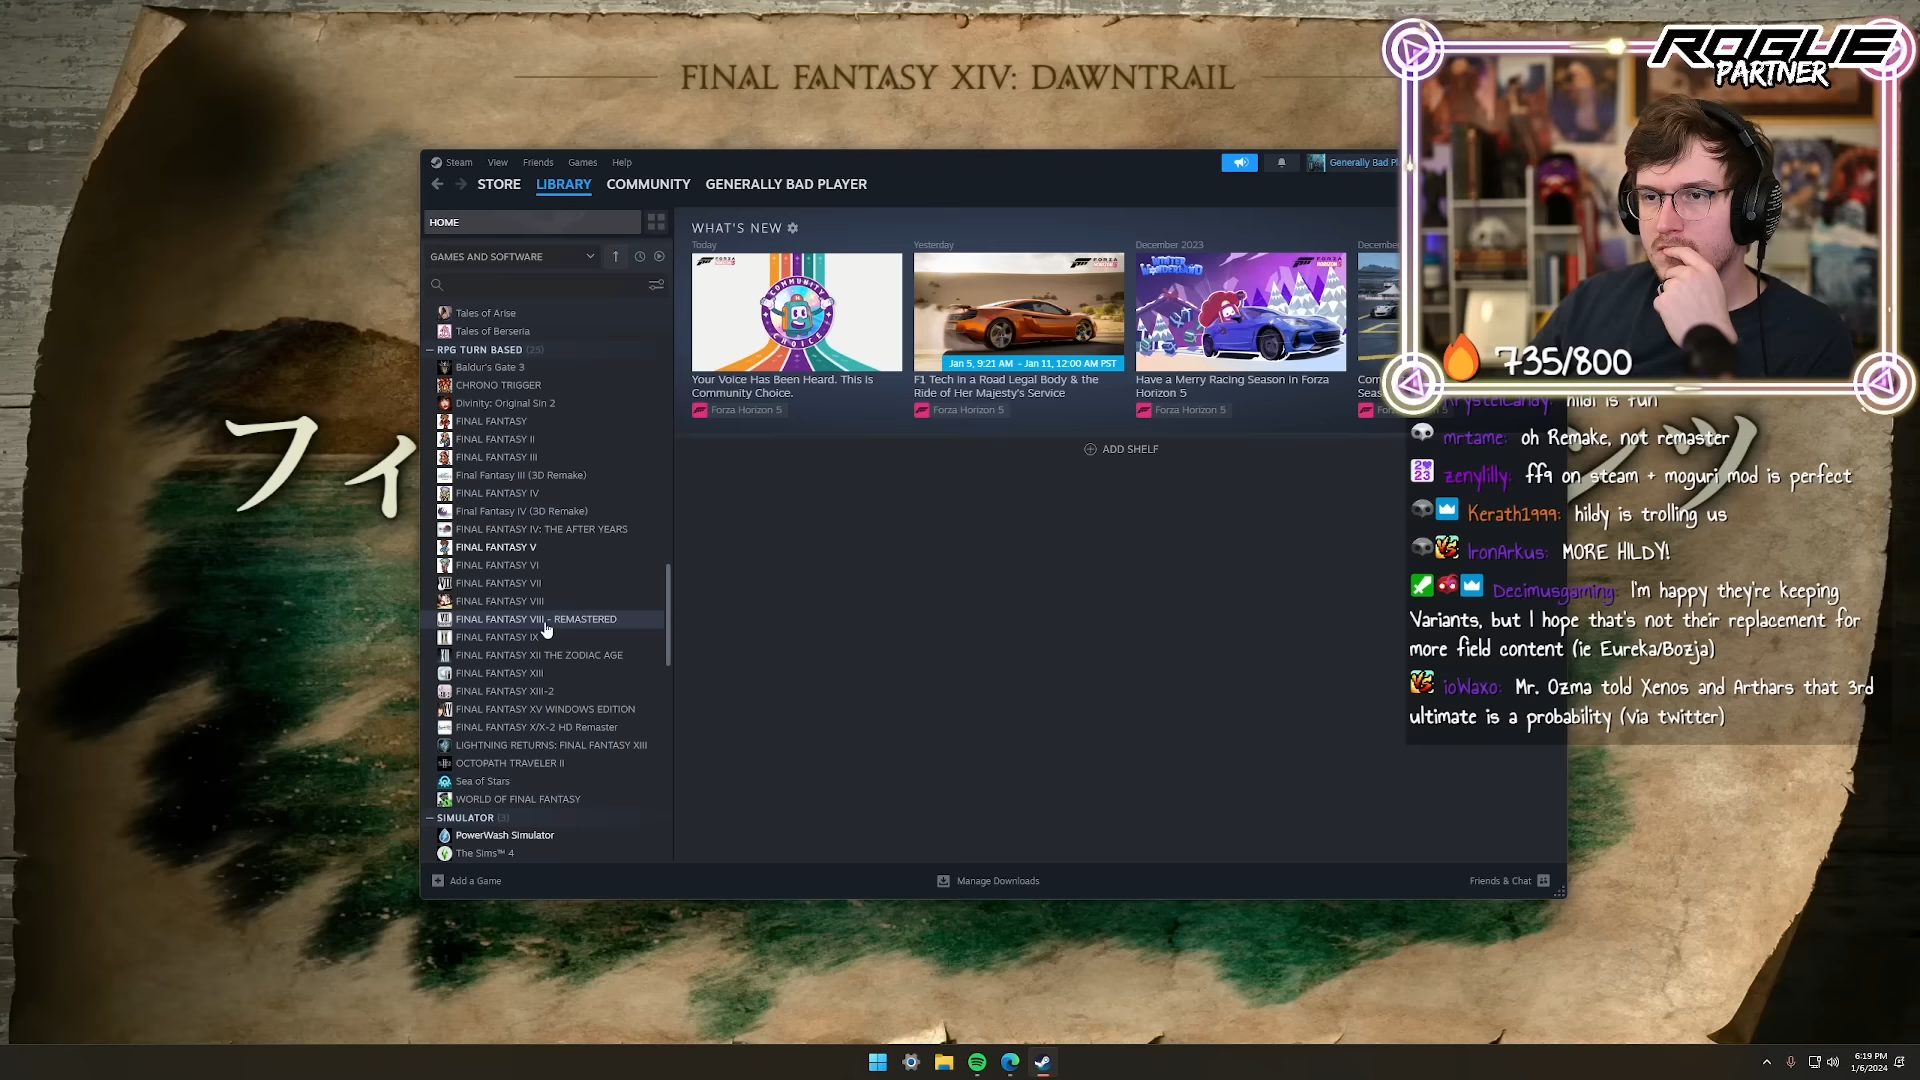 FINAL FANTASY XIV: DAWNTRAIL
フィ
ンツ
Steam View Friends Games Help
Generally Bad Pl
STORE LIBRARY COMMUNITY GENERALLY BAD PLAYER
HOME
GAMES AND SOFTWARE
Tales of Arise
Tales of Berseria
RPG TURN BASED (25)
Baldur's Gate 3
CHRONO TRIGGER
Divinity: Original Sin 2
FINAL FANTASY
FINAL FANTASY II
FINAL FANTASY III
Final Fantasy III (3D Remake)
FINAL FANTASY IV
Final Fantasy IV (3D Remake)
FINAL FANTASY IV: THE AFTER YEARS
FINAL FANTASY V
FINAL FANTASY VI
FINAL FANTASY VII
FINAL FANTASY VIII
FINAL FANTASY VIII - REMASTERED
FINAL FANTASY IX
FINAL FANTASY XII THE ZODIAC AGE
FINAL FANTASY XIII
FINAL FANTASY XIII-2
FINAL FANTASY XV WINDOWS EDITION
FINAL FANTASY X/X-2 HD Remaster
LIGHTNING RETURNS: FINAL FANTASY XIII
OCTOPATH TRAVELER II
Sea of Stars
WORLD OF FINAL FANTASY
SIMULATOR (3)
PowerWash Simulator
The Sims™ 4
Add a Game
Manage Downloads
Friends & Chat
WHAT'S NEW
Today
COMMUNITY
CHOICE
Your Voice Has Been Heard. This is
Community Choice.
Forza Horizon 5
Yesterday
Jan 5, 9:21 AM - Jan 11, 12:00 AM PST
F1 Tech in a Road Legal Body & the
Ride of Her Majesty's Service
Forza Horizon 5
December 2023
WINTER
WONDERLAND
Have a Merry Racing Season in Forza
Horizon 5
Forza Horizon 5
ADD SHELF
ROGUE
PARTNER
735/800
KrystelCandy: hildi is fun
mrtame: oh Remake, not remaster
zenylilly: ff9 on steam + moguri mod is perfect
Kerath1999: hildy is trolling us
IronArkus: MORE HILDY!
Decimusgaming: I'm happy they're keeping
Variants, but I hope that's not their replacement for
more field content (ie Eureka/Bozja)
ioWaxo: Mr. Ozma told Xenos and Arthars that 3rd
ultimate is a probability (via twitter)
6:19 PM
1/6/2024